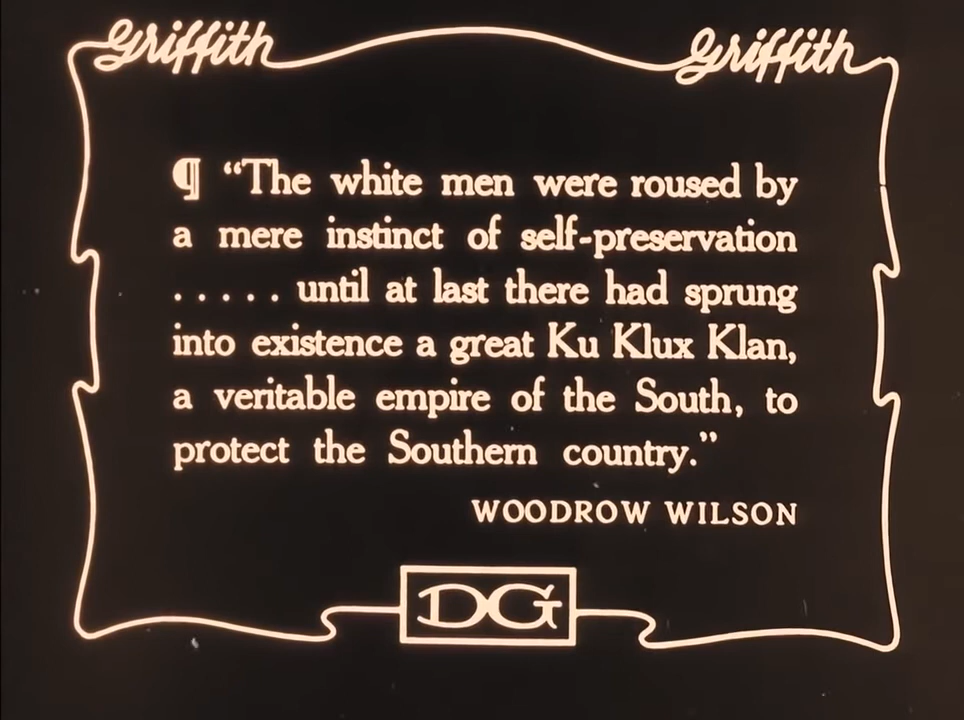 Griffith Griffith
¶ “The white men were roused by
a mere instinct of self-preservation
. . . . . until at last there had sprung
into existence a great Ku Klux Klan,
a veritable empire of the South, to
protect the Southern country.”
WOODROW WILSON
DG